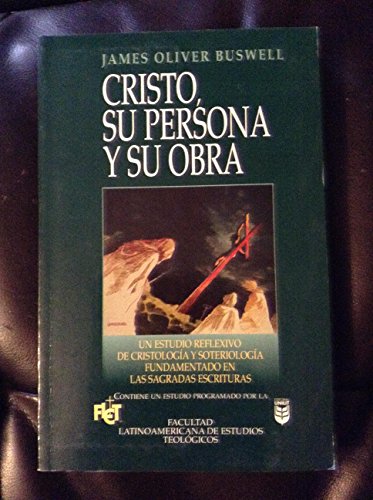 JAMES OLIVER BUSWELL
CRISTO,
SU PERSONA
Y SU OBRA
UN ESTUDIO REFLEXIVO
DE CRISTOLOGÍA Y SOTERIOLOGÍA
FUNDAMENTADO EN
LAS SAGRADAS ESCRITURAS
CONTIENE UN ESTUDIO PROGRAMADO POR LA
FLET
UNILIT
FACULTAD
LATINOAMERICANA DE ESTUDIOS
TEOLÓGICOS